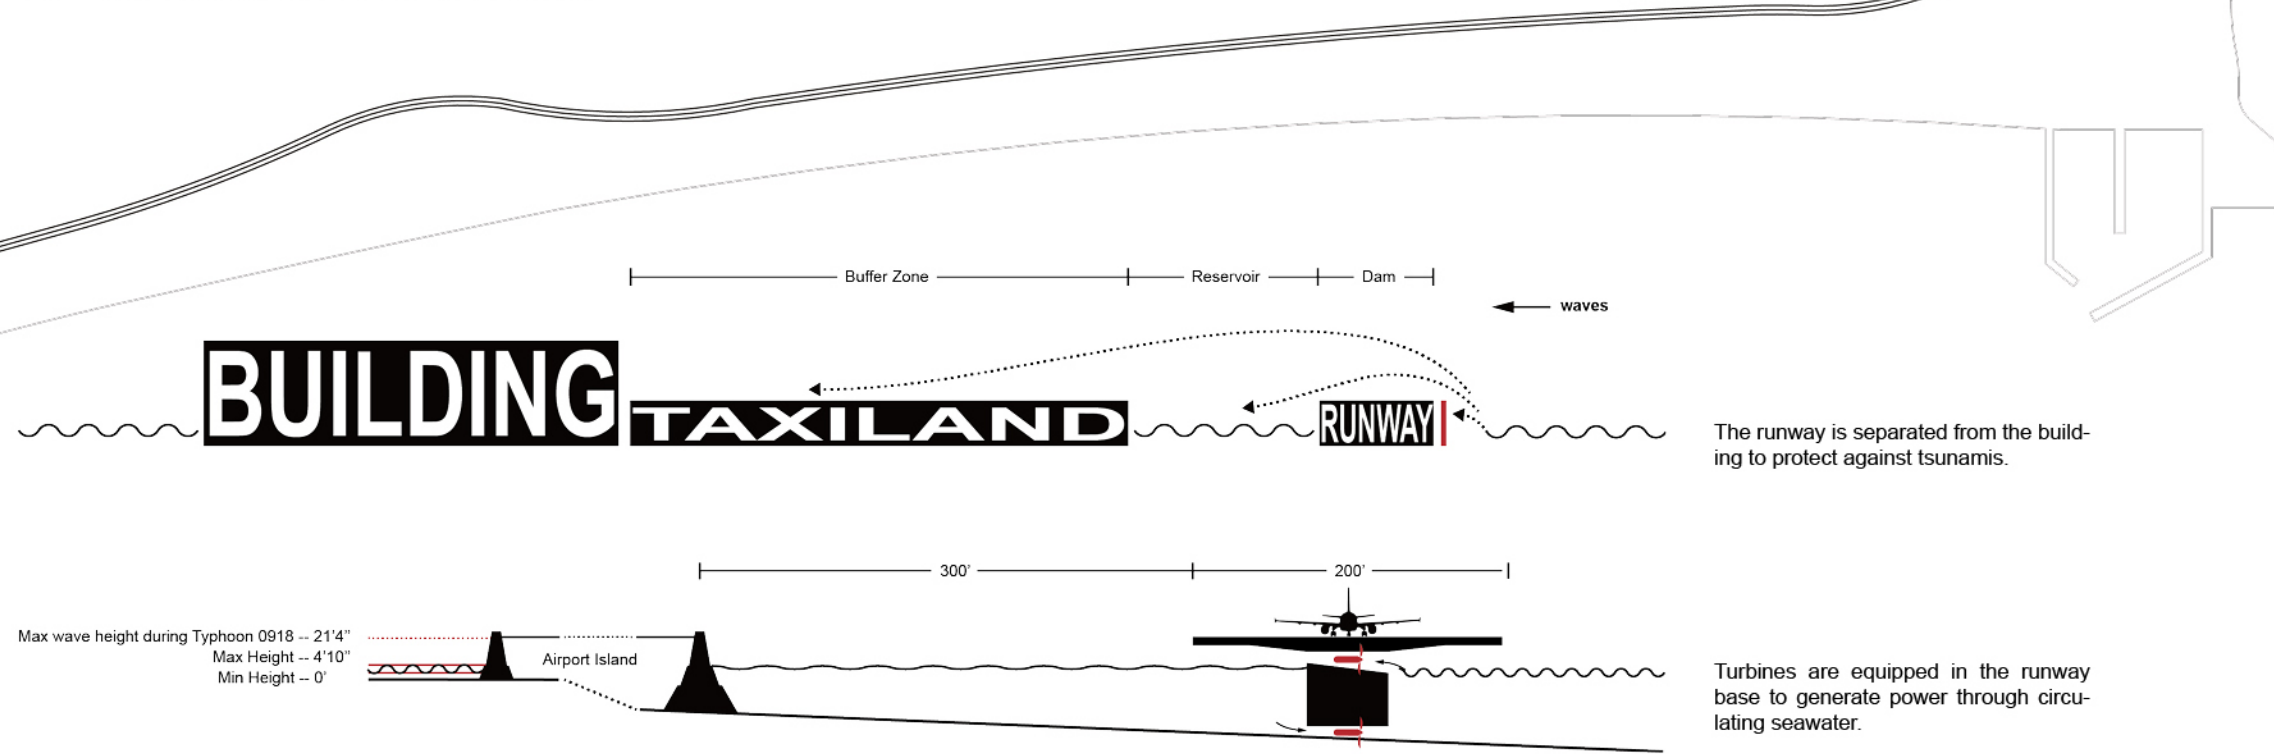 Buffer Zone Reservoir Dam
waves
BUILDING
TAXILAND
RUNWAY
The runway is separated from the build-
ing to protect against tsunamis.
300' 200'
Max wave height during Typhoon 0918 -- 21'4"
Max Height -- 4'10"
Min Height -- 0'
Airport Island
Turbines are equipped in the runway
base to generate power through circu-
lating seawater.